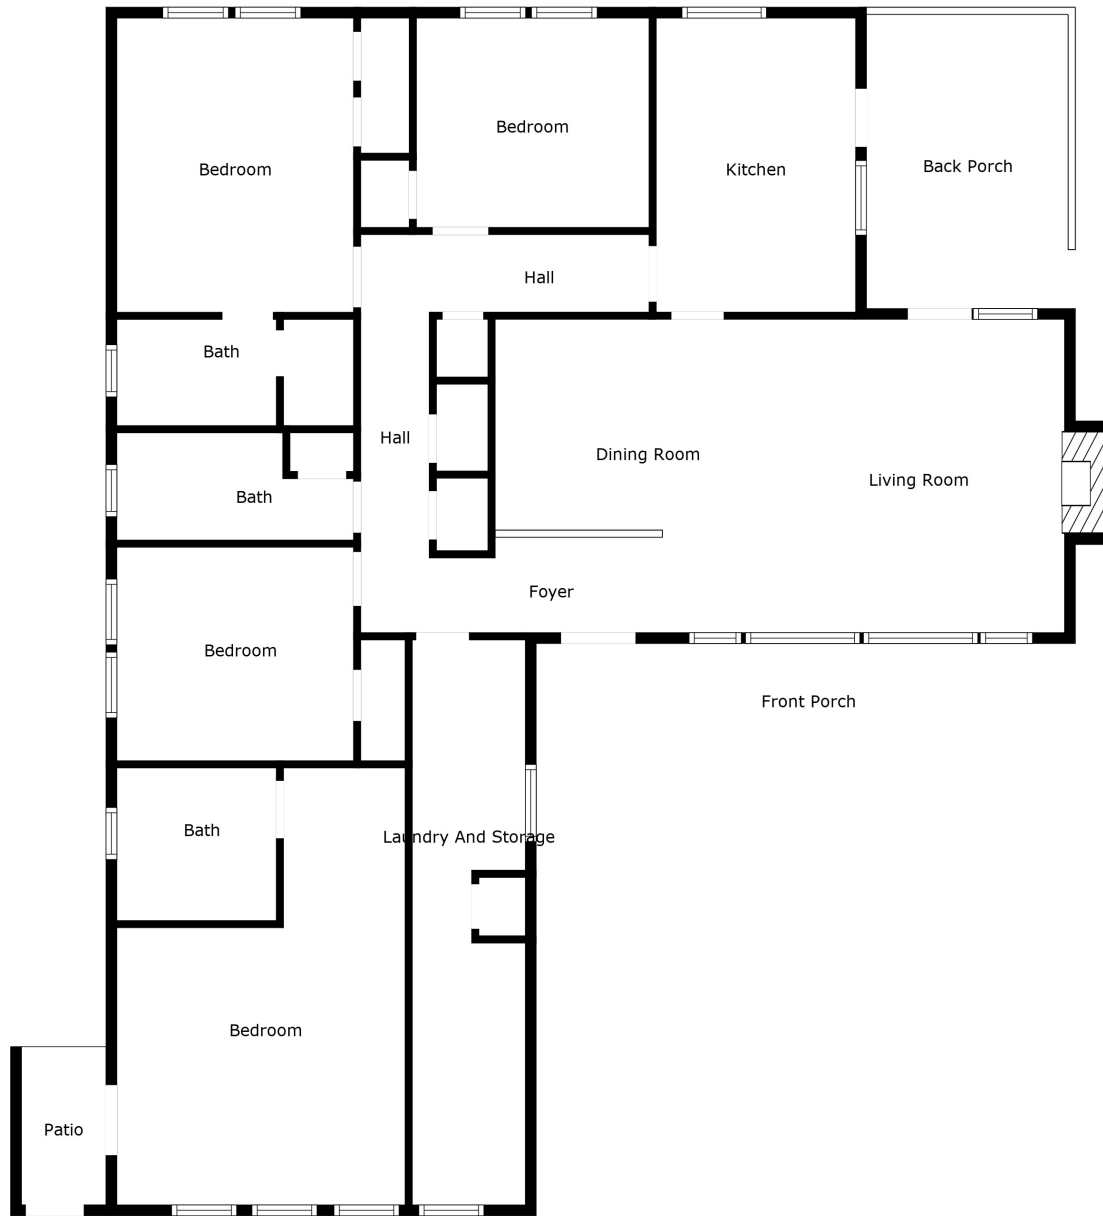 Bedroom
Bedroom
Kitchen
Back Porch
Hall
Bath
Hall
Dining Room
Living Room
Bath
Foyer
Bedroom
Front Porch
Bath
Laundry And Storage
Bedroom
Patio